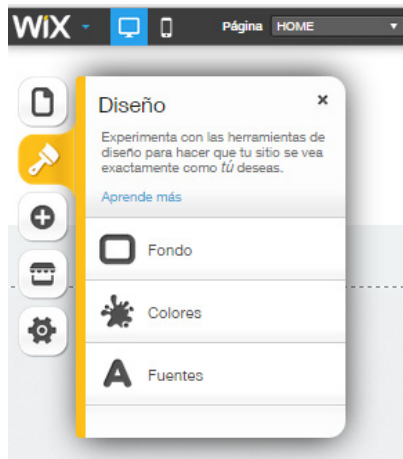 WiX Página HOME
Diseño
Experimenta con las herramientas de
diseño para hacer que tu sitio se vea
exactamente como tú deseas.
Aprende más
Fondo
Colores
A Fuentes